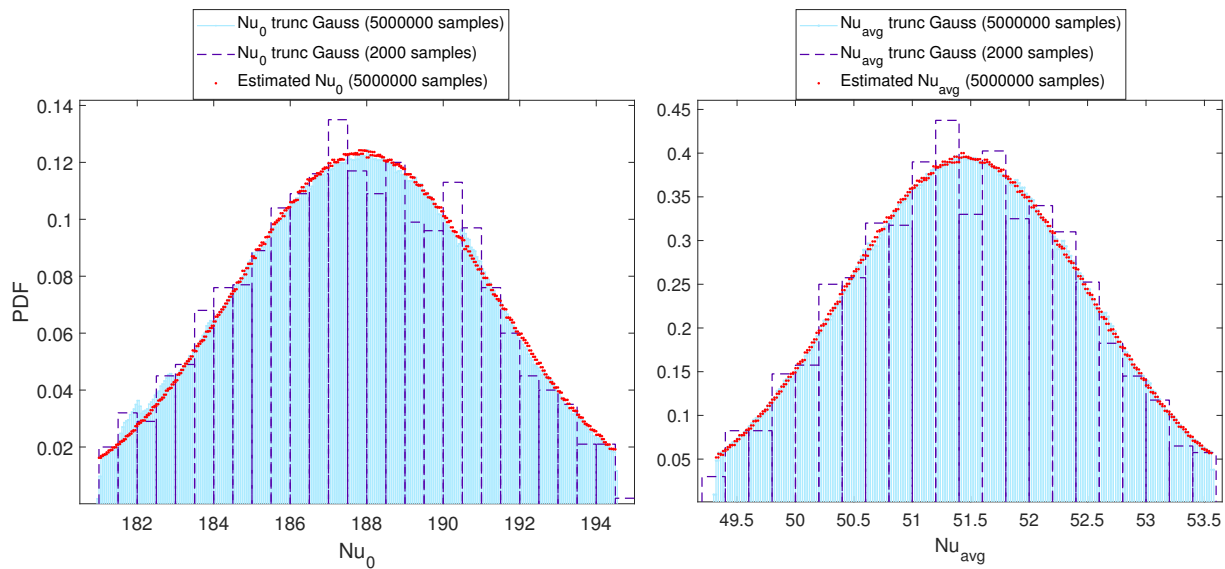 Nu0 trunc Gauss (5000000 samples)
Nu0 trunc Gauss (2000 samples)
Estimated Nu0 (5000000 samples)
0.14
0.12
0.1
0.08
0.06
0.04
0.02
PDF
182 184 186 188 190 192 194
Nu0
Nuavg trunc Gauss (5000000 samples)
Nuavg trunc Gauss (2000 samples)
Estimated Nuavg (5000000 samples)
0.45
0.4
0.35
0.3
0.25
0.2
0.15
0.1
0.05
49.5 50 50.5 51 51.5 52 52.5 53 53.5
Nuavg